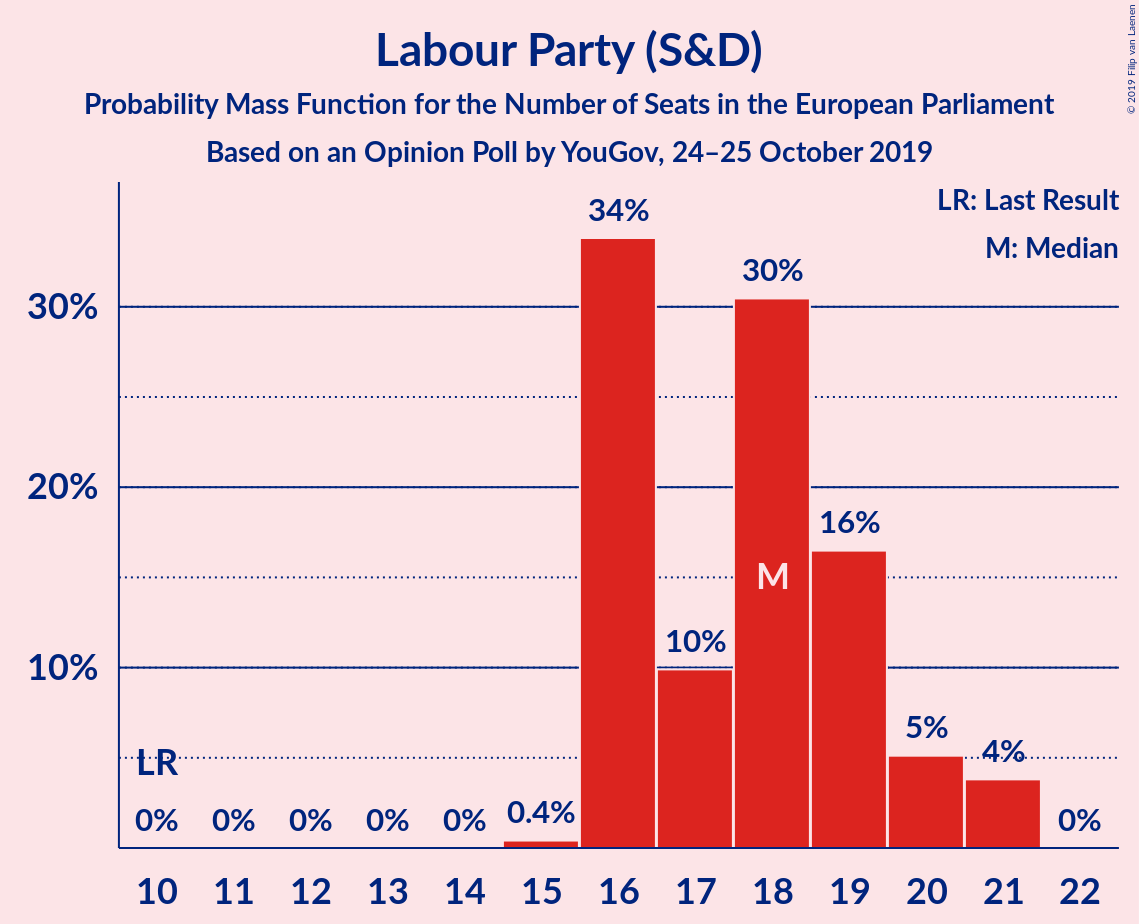 Labour Party (S&D)
Probability Mass Function for the Number of Seats in the European Parliament
Based on an Opinion Poll by YouGov, 24–25 October 2019
© 2019 Filip van Laenen
LR: Last Result
M: Median
34%
30%
30%
20%
16%
M
10%
10%
LR
5%
4%
0% 0% 0% 0% 0% 0.4% 0%
10 11 12 13 14 15 16 17 18 19 20 21 22